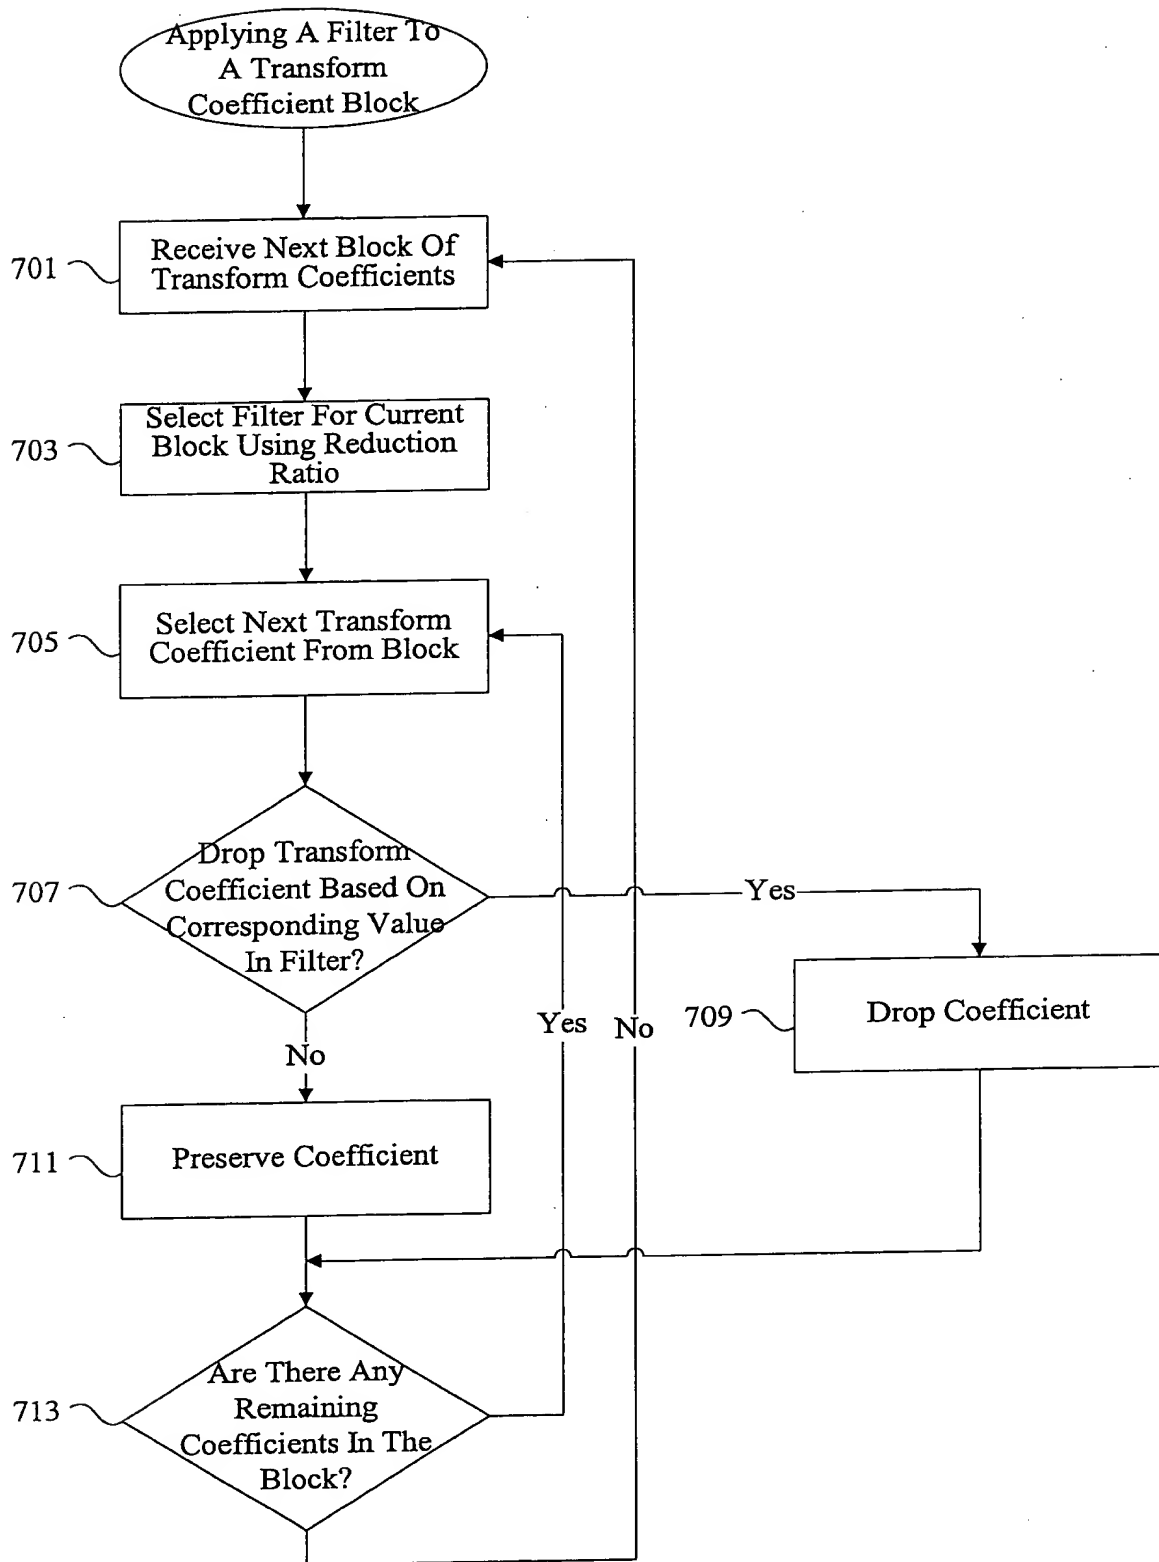 Applying A Filter To
A Transform
Coefficient Block
701
Receive Next Block Of
Transform Coefficients
703
Select Filter For Current
Block Using Reduction
Ratio
705
Select Next Transform
Coefficient From Block
707
Drop Transform
Coefficient Based On
Corresponding Value
In Filter?
Yes
No
Yes
No
709
Drop Coefficient
711
Preserve Coefficient
713
Are There Any
Remaining
Coefficients In The
Block?